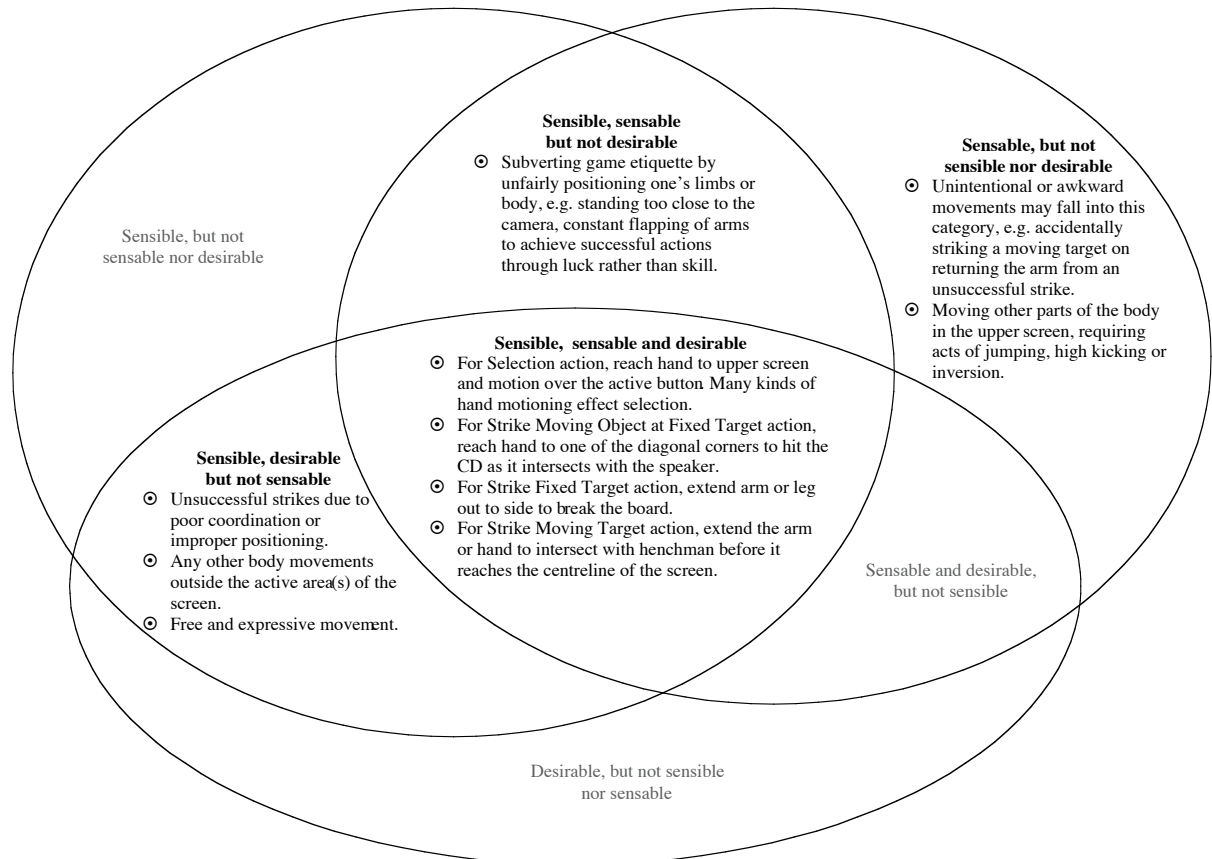 Sensible, sensable
but not desirable
Subverting game etiquette by
unfairly positioning one's limbs or
body, e.g. standing too close to the
camera, constant flapping of arms
to achieve successful actions
through luck rather than skill.
Sensable, but not
sensible nor desirable
Unintentional or awkward
movements may fall into this
category, e.g. accidentally
striking a moving target on
returning the arm from an
unsuccessful strike.
Moving other parts of the body
in the upper screen, requiring
acts of jumping, high kicking or
inversion.
Sensible, but not
sensable nor desirable
Sensible, sensable and desirable
For Selection action, reach hand to upper screen
and motion over the active button. Many kinds of
hand motioning effect selection.
For Strike Moving Object at Fixed Target action,
reach hand to one of the diagonal corners to hit the
CD as it intersects with the speaker.
For Strike Fixed Target action, extend arm or leg
out to side to break the board.
For Strike Moving Target action, extend the arm
or hand to intersect with henchman before it
reaches the centreline of the screen.
Sensible, desirable
but not sensable
Unsuccessful strikes due to
poor coordination or
improper positioning.
Any other body movements
outside the active area(s) of the
screen.
Free and expressive movement.
Sensable and desirable,
but not sensible
Desirable, but not sensible
nor sensable